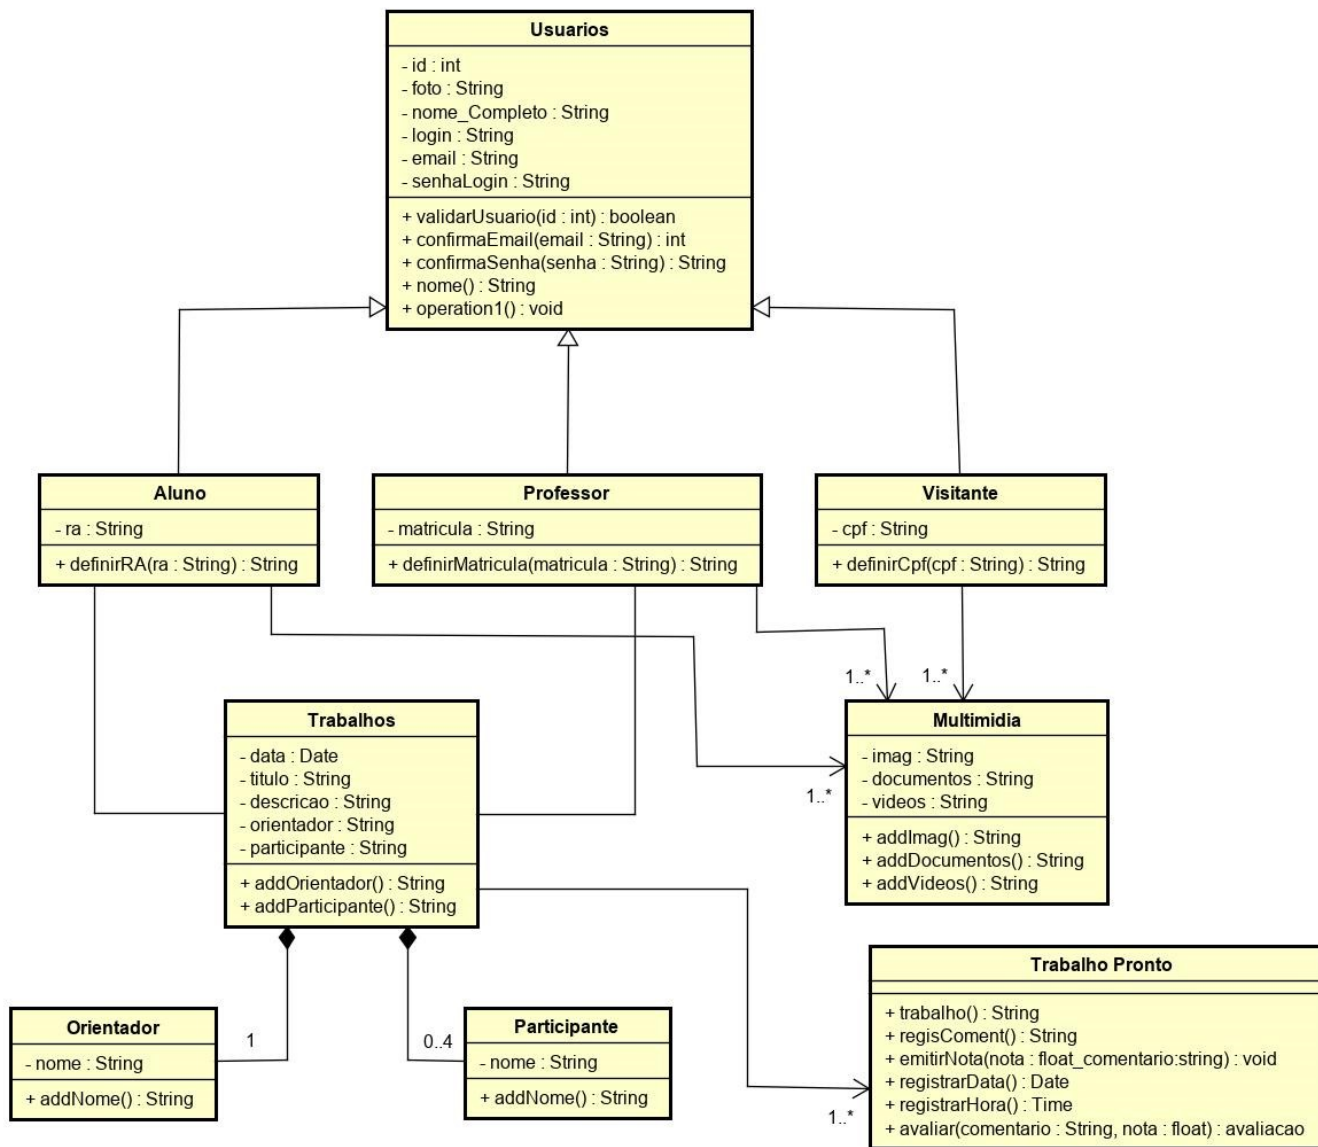 Usuarios
- id : int
- foto : String
- nome_Completo : String
- login : String
- email : String
- senhaLogin : String
+ validarUsuario(id : int) : boolean
+ confirmaEmail(email : String) : int
+ confirmaSenha(senha : String) : String
+ nome() : String
+ operation1() : void
Aluno
- ra : String
+ definirRA(ra : String) : String
Professor
- matricula : String
+ definirMatricula(matricula : String) : String
Visitante
- cpf : String
+ definirCpf(cpf : String) : String
1..*
1..*
1..*
Trabalhos
- data : Date
- titulo : String
- descricao : String
- orientador : String
- participante : String
+ addOrientador() : String
+ addParticipante() : String
Multimidia
- imag : String
- documentos : String
- videos : String
+ addImag() : String
+ addDocumentos() : String
+ addVideos() : String
Orientador
- nome : String
+ addNome() : String
1
0..4
Participante
- nome : String
+ addNome() : String
1..*
Trabalho Pronto
+ trabalho() : String
+ regisComent() : String
+ emitirNota(nota : float_comentario:string) : void
+ registrarData() : Date
+ registrarHora() : Time
+ avaliar(comentario : String, nota : float) : avaliacao